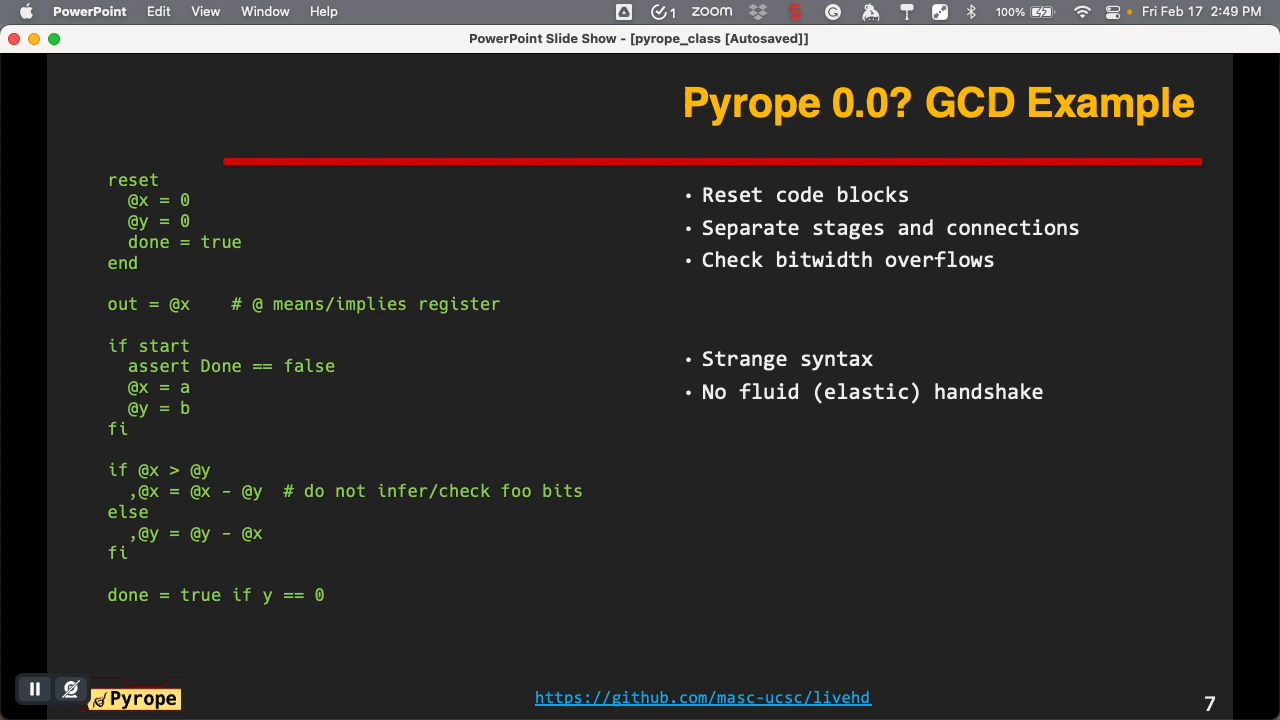 PowerPoint Edit View Window Help 1 zoom 100% Fri Feb 17 2:49 PM
PowerPoint Slide Show - [pyrope_class [Autosaved]]
Pyrope 0.0? GCD Example
reset
@x = 0
@y = 0
done = true
end
out = @x # @ means/implies register
if start
assert Done == false
@x = a
@y = b
fi
if @x > @y
,@x = @x - @y # do not infer/check foo bits
else
,@y = @y - @x
fi
done = true if y == 0
• Reset code blocks
• Separate stages and connections
• Check bitwidth overflows
• Strange syntax
• No fluid (elastic) handshake
Pyrope
https://github.com/masc-ucsc/livehd
7